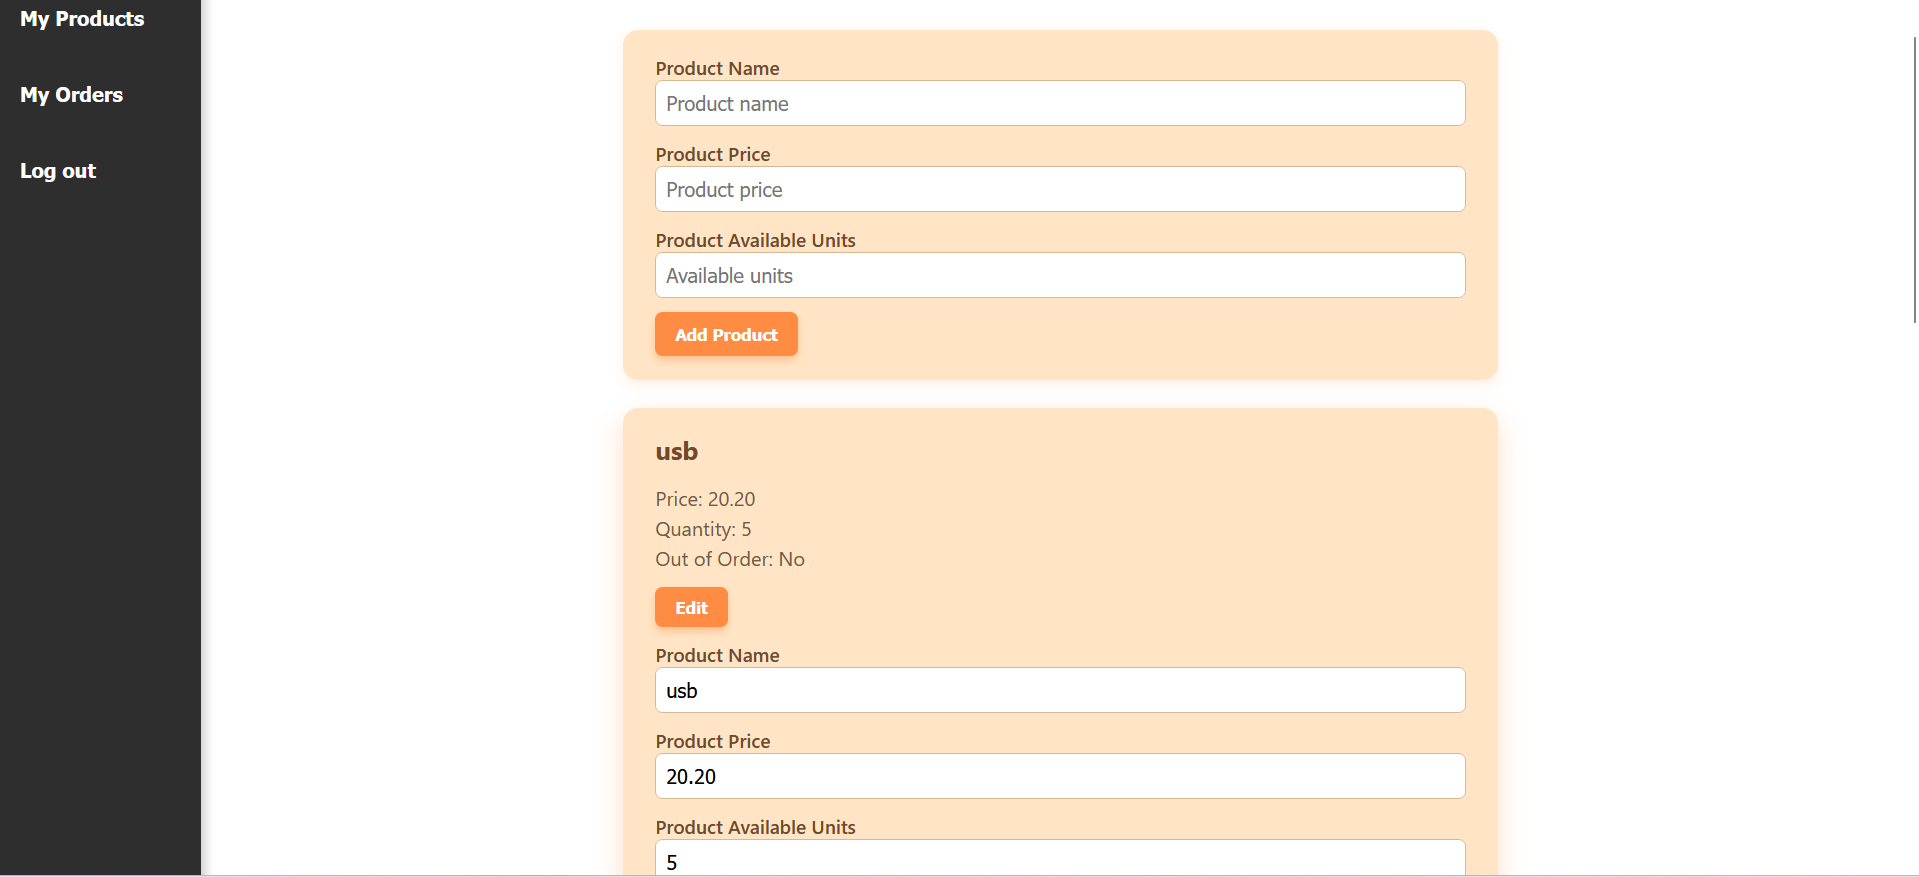 My Products
My Orders
Log out
Product Name
Product name
Product Price
Product price
Product Available Units
Available units
Add Product
usb
Price: 20.20
Quantity: 5
Out of Order: No
Edit
Product Name
usb
Product Price
20.20
Product Available Units
5